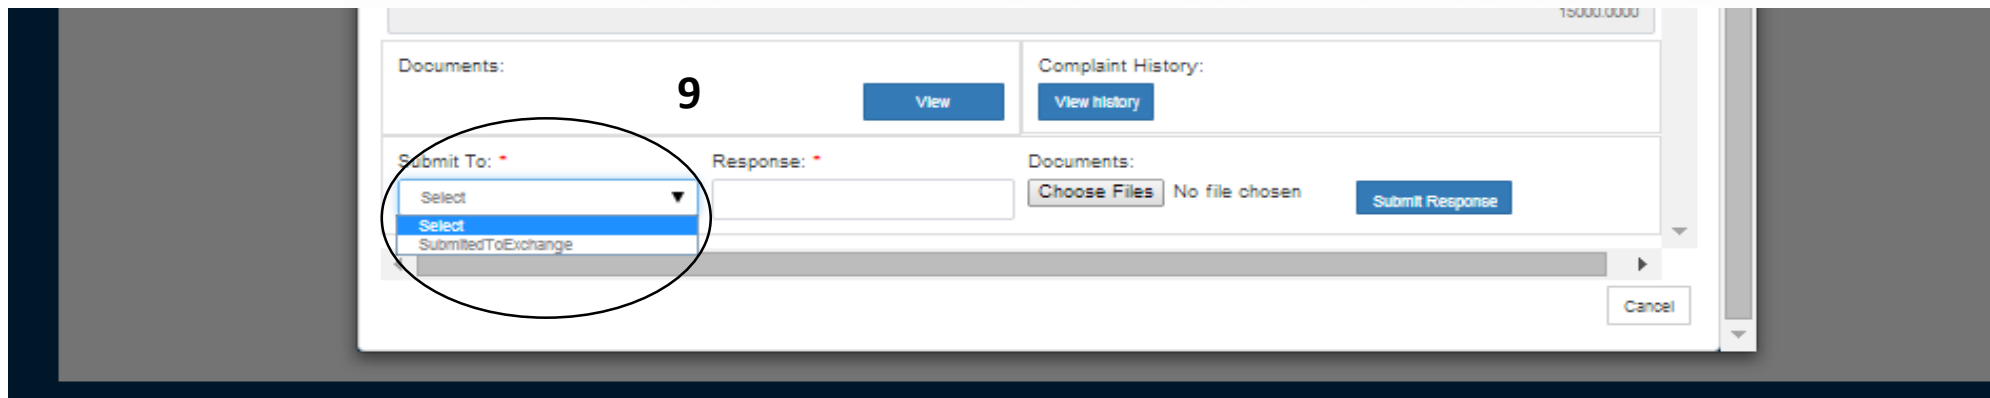 15000.0000
Documents:
Complaint History:
9
View
View history
Submit To: *
Response: *
Documents:
Select
Choose Files No file chosen
Submit Response
Select
SubmitedToExchange
Cancel